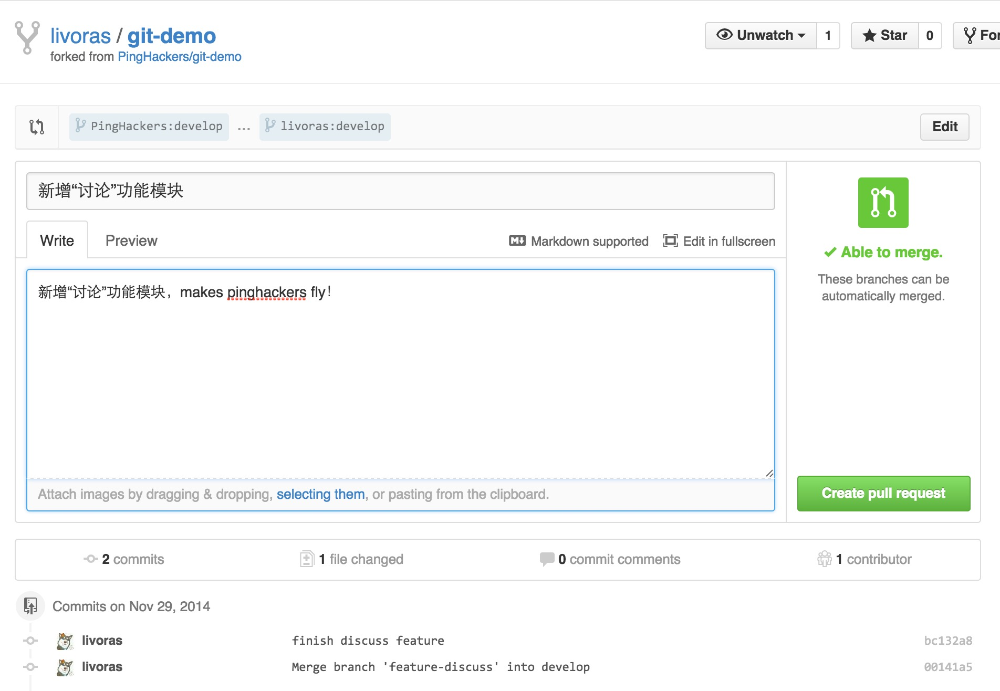 livoras / git-demo
forked from PingHackers/git-demo
Unwatch 1 Star 0
PingHackers:develop ... livoras:develop Edit
新增“讨论”功能模块
Write Preview Markdown supported Edit in fullscreen
新增“讨论”功能模块，makes pinghackers fly！
Attach images by dragging & dropping, selecting them, or pasting from the clipboard.
Able to merge.
These branches can be
automatically merged.
Create pull request
2 commits 1 file changed 0 commit comments 1 contributor
Commits on Nov 29, 2014
livoras finish discuss feature bc132a8
livoras Merge branch 'feature-discuss' into develop 00141a5